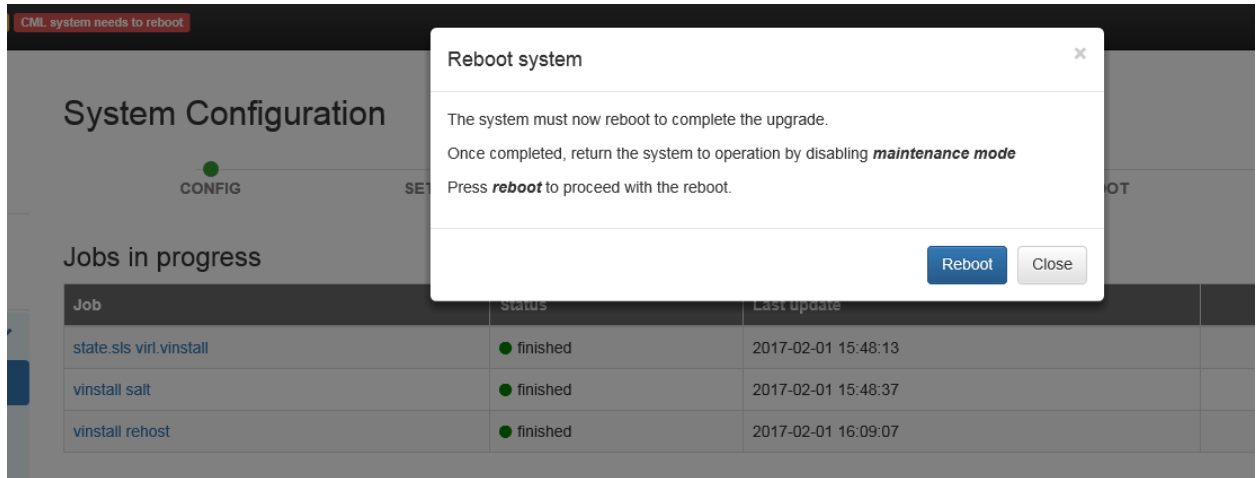 CML system needs to reboot
Reboot system
×
System Configuration
The system must now reboot to complete the upgrade.
Once completed, return the system to operation by disabling maintenance mode
CONFIG
Press reboot to proceed with the reboot.
Jobs in progress
Reboot Close
Job Status Last update
state.sls virl.vinstall finished 2017-02-01 15:48:13
vinstall salt finished 2017-02-01 15:48:37
vinstall rehost finished 2017-02-01 16:09:07